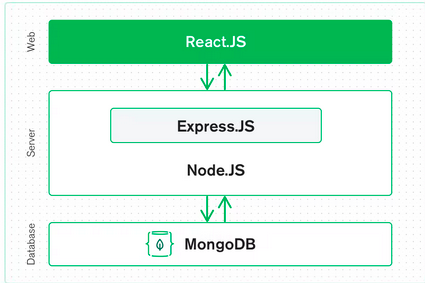 Web
React.JS
Server
Express.JS
Node.JS
Database
MongoDB